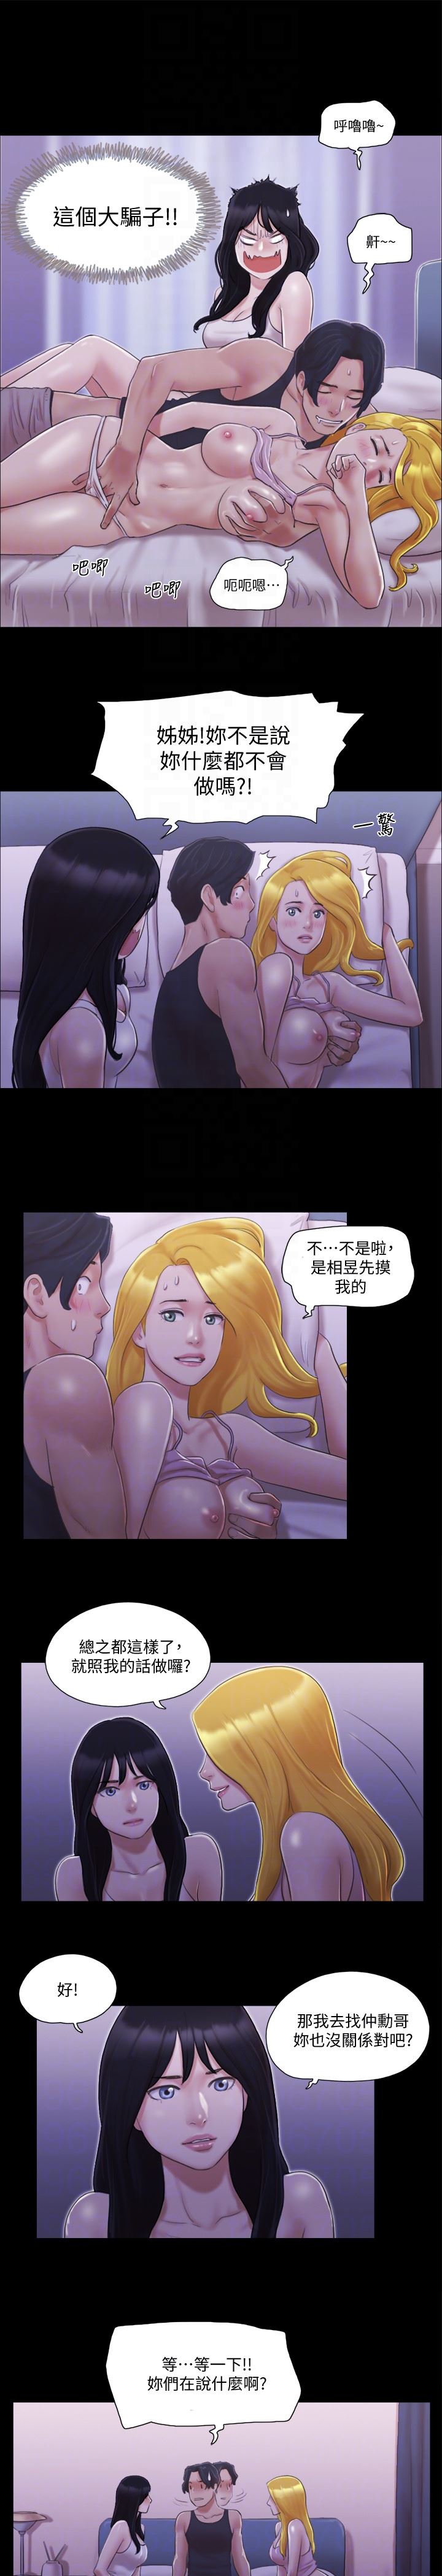 呼嚕嚕~
這個大騙子!!
鼾~~
吧唧
吧唧
呃呃嗯…
姊姊!妳不是說
妳什麼都不會
做嗎?!
一驚
不…不是啦,
是相昱先摸
我的
總之都這樣了,
就照我的話做囉?
好!
那我去找仲勳哥
妳也沒關係對吧?
等…等一下!!
妳們在說什麼啊?